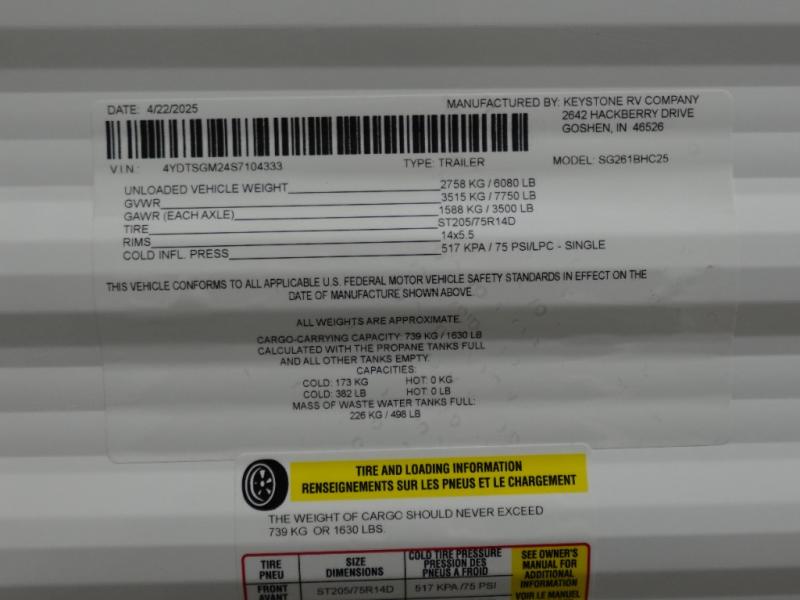 DATE: 4/22/2025
MANUFACTURED BY: KEYSTONE RV COMPANY
2642 HACKBERRY DRIVE
GOSHEN, IN 46526
V.I.N.: 4YDTSGM24S7104333 TYPE: TRAILER MODEL: SG261BHC25
UNLOADED VEHICLE WEIGHT 2758 KG / 6080 LB
GVWR 3515 KG / 7750 LB
GAWR (EACH AXLE) 1588 KG / 3500 LB
TIRE ST205/75R14D
RIMS 14x5.5
COLD INFL. PRESS 517 KPA / 75 PSI/LPC - SINGLE
THIS VEHICLE CONFORMS TO ALL APPLICABLE U.S. FEDERAL MOTOR VEHICLE SAFETY STANDARDS IN EFFECT ON THE
DATE OF MANUFACTURE SHOWN ABOVE.
ALL WEIGHTS ARE APPROXIMATE.
CARGO-CARRYING CAPACITY: 739 KG / 1630 LB
CALCULATED WITH THE PROPANE TANKS FULL
AND ALL OTHER TANKS EMPTY.
CAPACITIES:
COLD: 173 KG HOT: 0 KG
COLD: 382 LB HOT: 0 LB
MASS OF WASTE WATER TANKS FULL:
226 KG / 498 LB
TIRE AND LOADING INFORMATION
RENSEIGNEMENTS SUR LES PNEUS ET LE CHARGEMENT
THE WEIGHT OF CARGO SHOULD NEVER EXCEED
739 KG OR 1630 LBS.
TIRE
PNEU
SIZE
DIMENSIONS
COLD TIRE PRESSURE
PRESSION DES
PNEUS A FROID
SEE OWNER'S
MANUAL FOR
ADDITIONAL
INFORMATION
VOIR LE MANUEL
FRONT
AVANT
ST205/75R14D
517 KPA /75 PSI